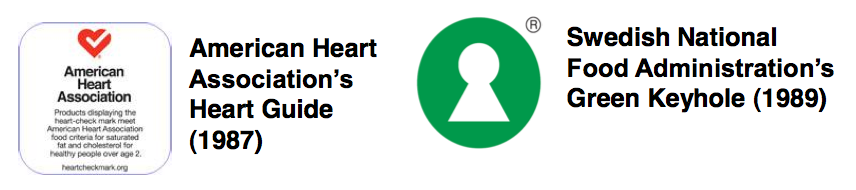 American
Heart
Association
Products displaying the
heart-check mark meet
American Heart Association
food criteria for saturated
fat and cholesterol for
healthy people over age 2.
heartcheckmark.org
American Heart
Association’s
Heart Guide
(1987)
®
Swedish National
Food Administration’s
Green Keyhole (1989)